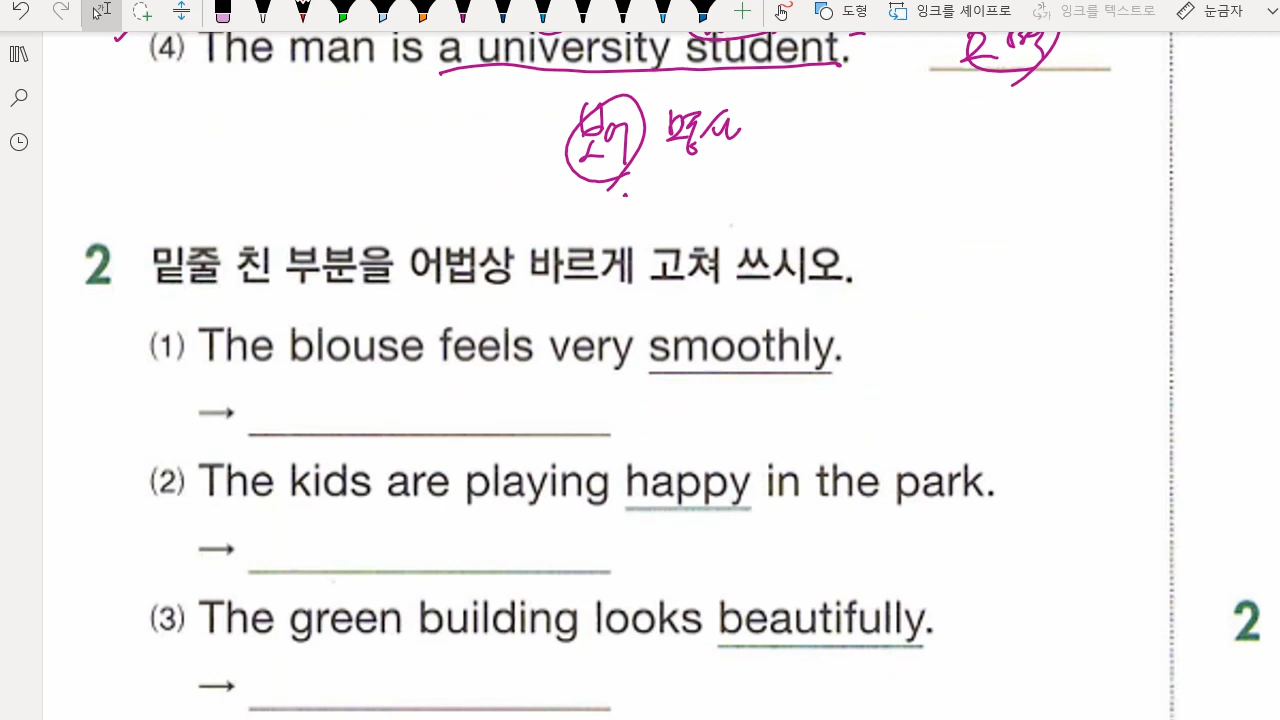 도형 잉크를 셰이프로 잉크를 텍스트로 눈금자
(4) The man is a university student.
보어 명사
2 밑줄 친 부분을 어법상 바르게 고쳐 쓰시오.
(1) The blouse feels very smoothly.
→
(2) The kids are playing happy in the park.
→
(3) The green building looks beautifully.
2
→